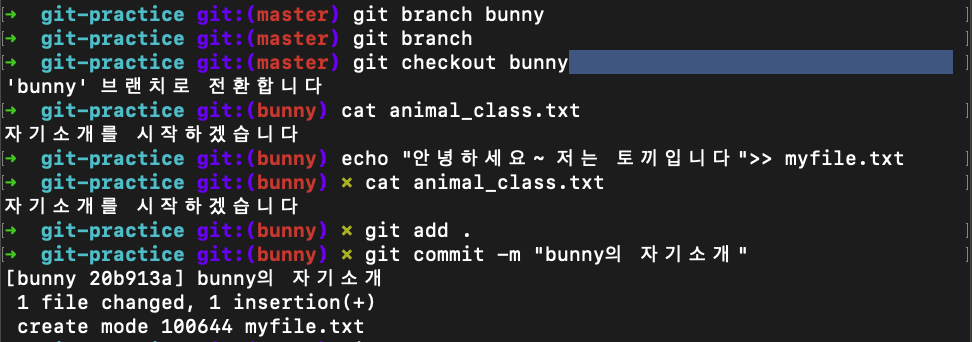 ➜  git-practice git:(master) git branch bunny
➜  git-practice git:(master) git branch
➜  git-practice git:(master) git checkout bunny
'bunny' 브랜치로 전환합니다
➜  git-practice git:(bunny) cat animal_class.txt
자기소개를 시작하겠습니다
➜  git-practice git:(bunny) echo "안녕하세요~ 저는 토끼입니다">> myfile.txt
➜  git-practice git:(bunny) ✗ cat animal_class.txt
자기소개를 시작하겠습니다
➜  git-practice git:(bunny) ✗ git add .
➜  git-practice git:(bunny) ✗ git commit -m "bunny의 자기소개"
[bunny 20b913a] bunny의 자기소개
 1 file changed, 1 insertion(+)
 create mode 100644 myfile.txt